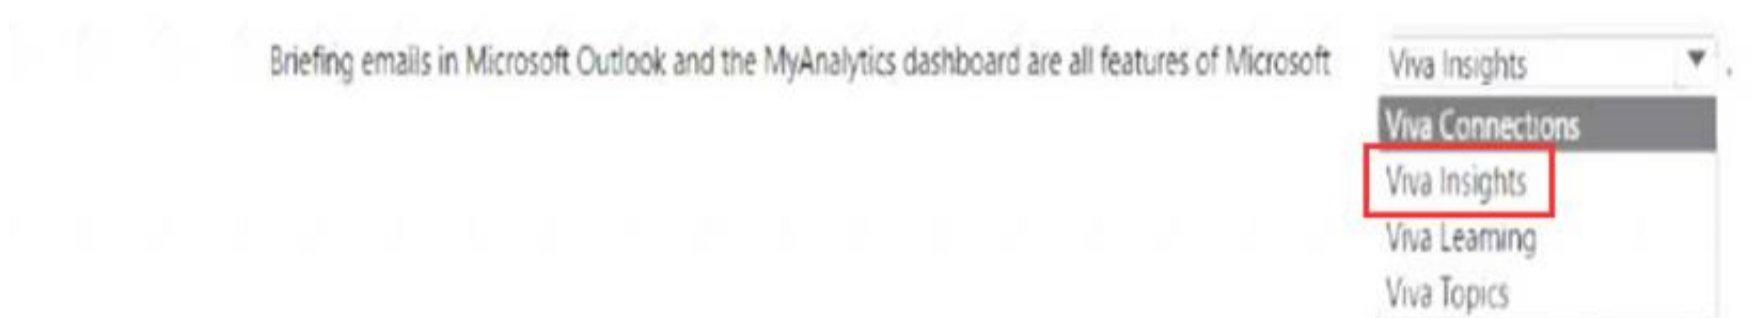 Briefing emails in Microsoft Outlook and the MyAnalytics dashboard are all features of Microsoft Viva Insights .
Viva Connections
Viva Insights
Viva Learning
Viva Topics